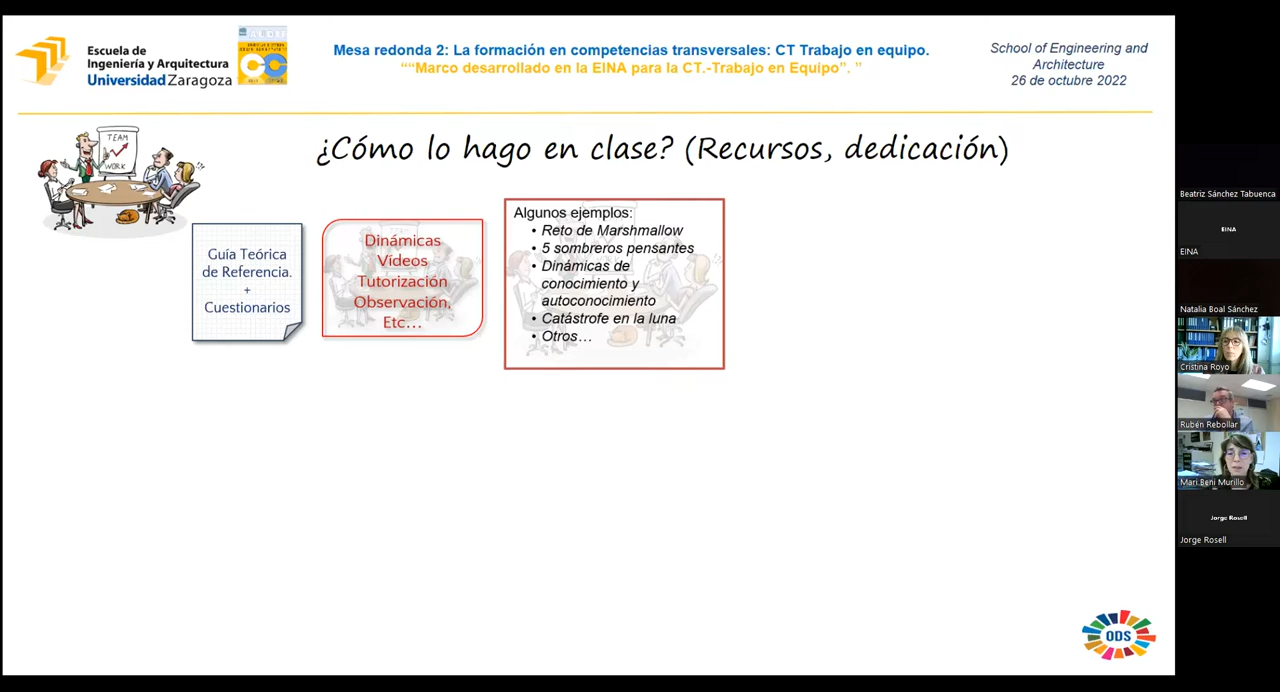 Escuela de
Ingeniería y Arquitectura
Universidad Zaragoza
Mesa redonda 2: La formación en competencias transversales: CT Trabajo en equipo.
““Marco desarrollado en la EINA para la CT.-Trabajo en Equipo”. ”
School of Engineering and
Architecture
26 de octubre 2022
TEAM
WORK
¿Cómo lo hago en clase? (Recursos, dedicación)
Guía Teórica
de Referencia.
+
Cuestionarios
Dinámicas
Vídeos
Tutorización
Observación,
Etc…
Algunos ejemplos:
• Reto de Marshmallow
• 5 sombreros pensantes
• Dinámicas de
conocimiento y
autoconocimiento
• Catástrofe en la luna
• Otros…
ODS
Beatriz Sánchez Tabuenca
EINA
EINA
Natalia Boal Sánchez
Cristina Royo
Rubén Rebollar
Mari.Beni Murillo
Jorge Rosell
Jorge Rosell